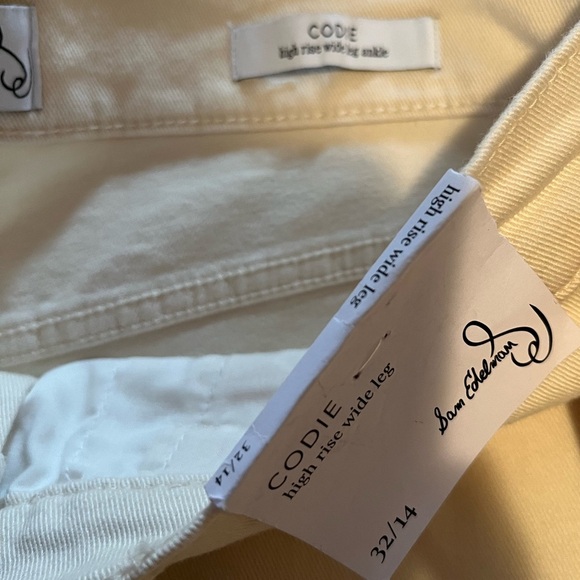 CODIE
high rise wide leg ankle
high rise wide leg
32/14
CODIE
high rise wide leg
32/14
Sam Edelman